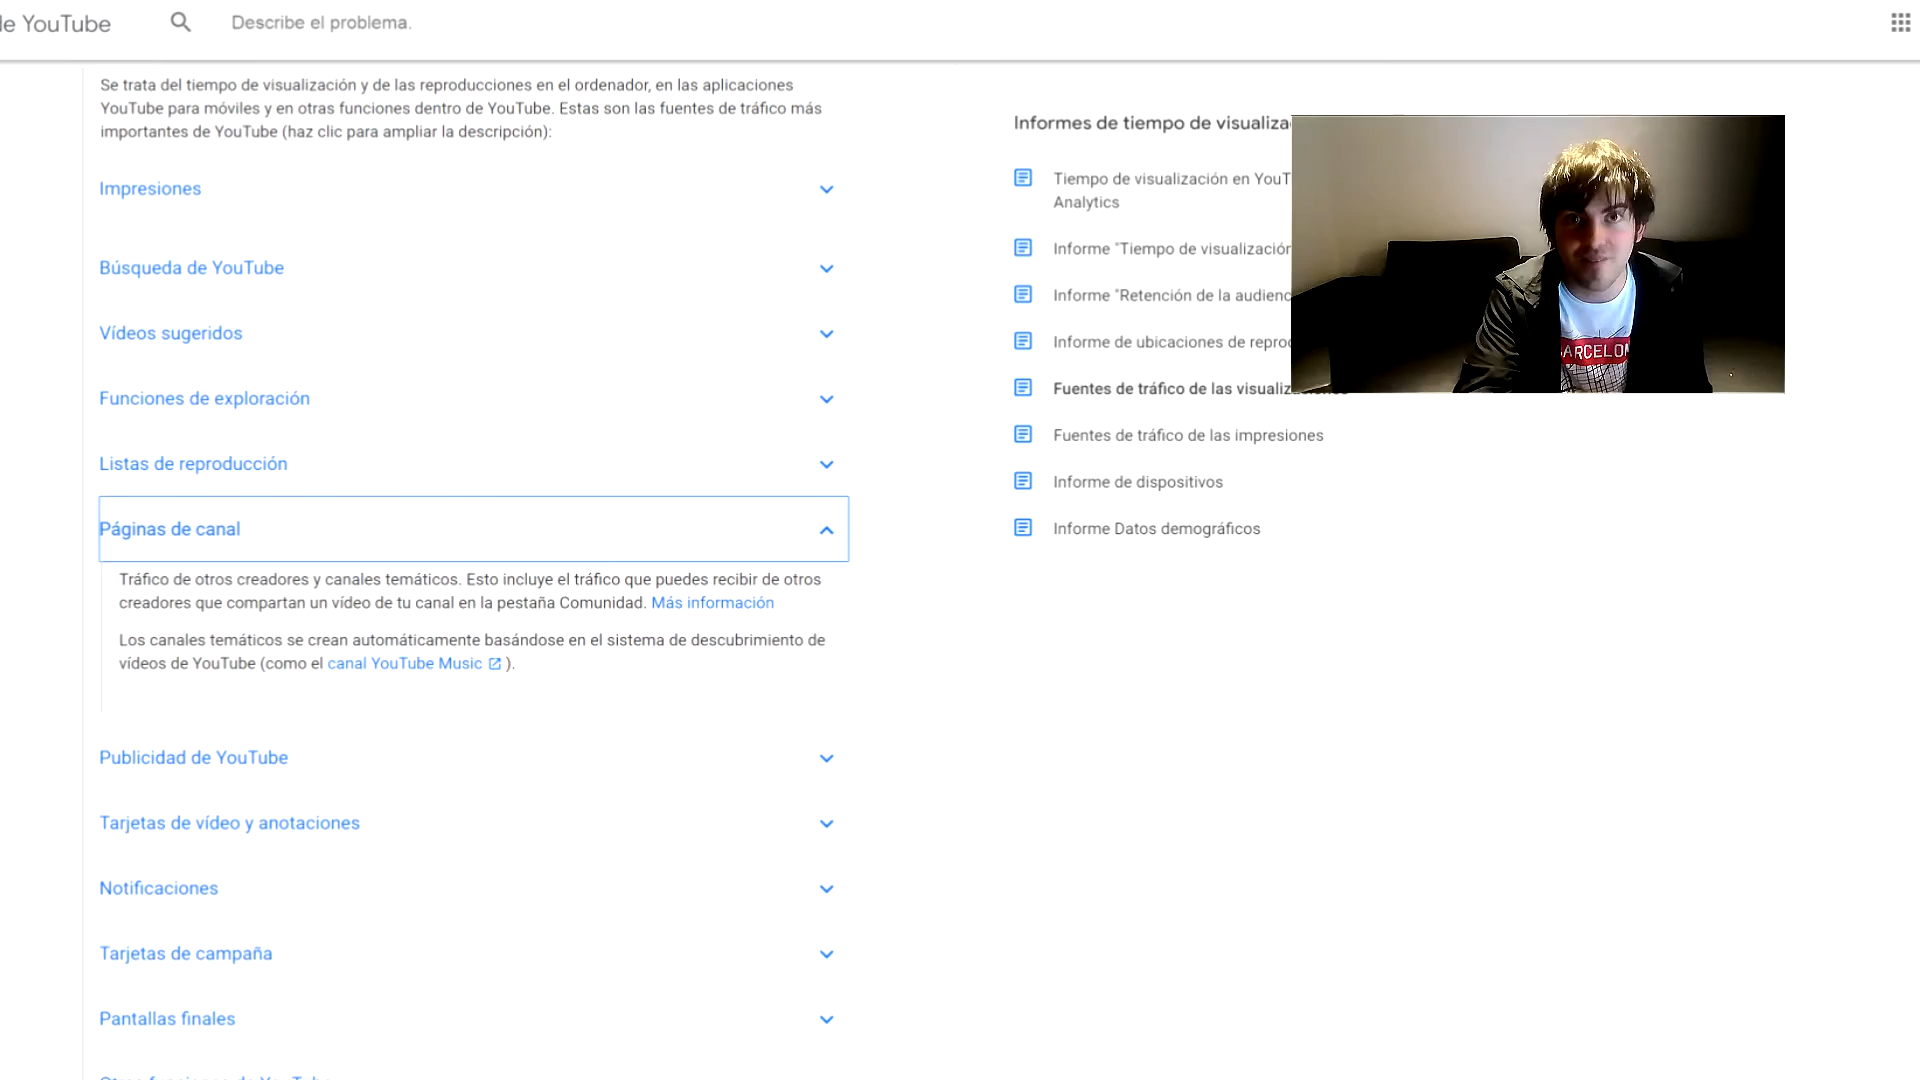 de YouTube
Describe el problema.
Se trata del tiempo de visualización y de las reproducciones en el ordenador, en las aplicaciones
YouTube para móviles y en otras funciones dentro de YouTube. Estas son las fuentes de tráfico más
importantes de YouTube (haz clic para ampliar la descripción):
Impresiones
Búsqueda de YouTube
Vídeos sugeridos
Funciones de exploración
Listas de reproducción
Páginas de canal
Tráfico de otros creadores y canales temáticos. Esto incluye el tráfico que puedes recibir de otros
creadores que compartan un vídeo de tu canal en la pestaña Comunidad. Más información
Los canales temáticos se crean automáticamente basándose en el sistema de descubrimiento de
vídeos de YouTube (como el canal YouTube Music ).
Publicidad de YouTube
Tarjetas de vídeo y anotaciones
Notificaciones
Tarjetas de campaña
Pantallas finales
Informes de tiempo de
Tiempo de visualización en
Analytics
Informe "Tiempo de visualización
Informe "Retención de la
Informe de ubicaciones de
Fuentes de tráfico de las
Fuentes de tráfico de las impresiones
Informe de dispositivos
Informe Datos demográficos
ARCELON